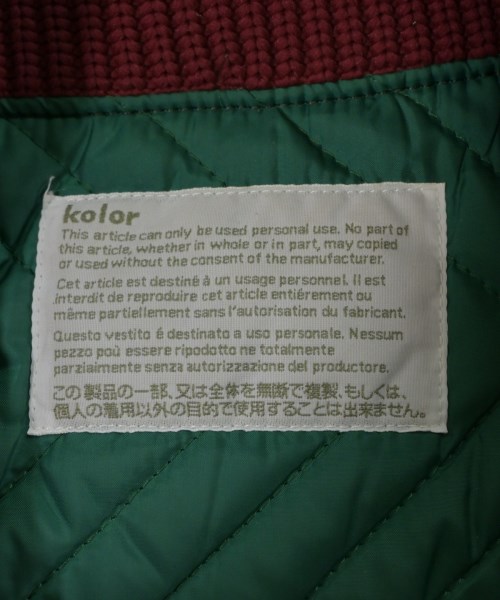 kolor
This article can only be used personal use. No part of
this article, whether in whole or in part, may copied
or used without the consent of the manufacturer.
Cet article est destiné à un usage personnel. il est
interdit de reproduire cet article entiérement ou
même partiellement sans l'autorisation du fabricant.
Questo vestito é destinato a uso personale. Nessum
pezzo poù essere ripodotto ne totalmente
parzialmente senza autorizzazione del productore.
この製品の一部、又は全体を無断で複製、もしくは、
個人の着用以外の目的で使用することは出来ません。